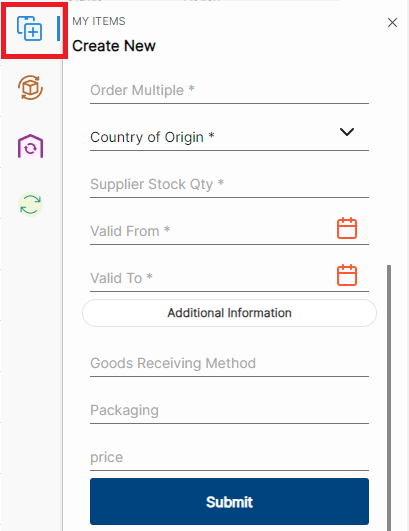 MY ITEMS
Create New
Order Multiple *
Country of Origin *
Supplier Stock Qty *
Valid From *
Valid To *
Additional Information
Goods Receiving Method
Packaging
price
Submit